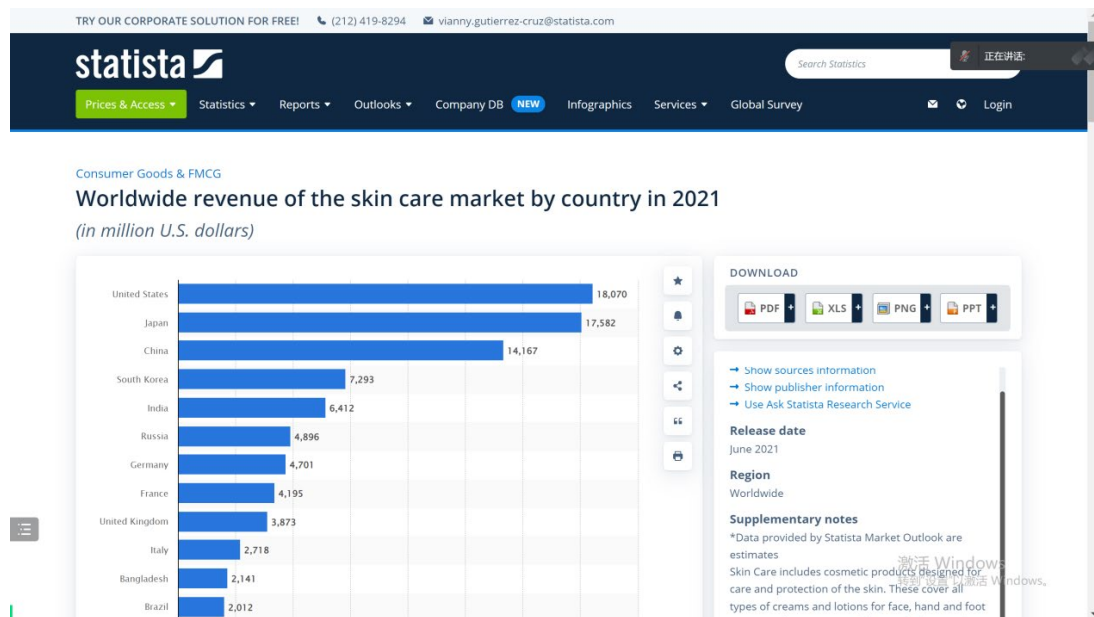 TRY OUR CORPORATE SOLUTION FOR FREE! (212) 419-8294 vianny.gutierrez-cruz@statista.com
statista
Search Statistics
正在讲话:
Prices & Access Statistics Reports Outlooks Company DB NEW Infographics Services Global Survey Login
Consumer Goods & FMCG
Worldwide revenue of the skin care market by country in 2021
(in million U.S. dollars)
United States 18,070
Japan 17,582
China 14,167
South Korea 7,293
India 6,412
Russia 4,896
Germany 4,701
France 4,195
United Kingdom 3,873
Italy 2,718
Bangladesh 2,141
Brazil 2,012
DOWNLOAD
PDF + XLS + PNG + PPT +
→ Show sources information
→ Show publisher information
→ Use Ask Statista Research Service
Release date
June 2021
Region
Worldwide
Supplementary notes
*Data provided by Statista Market Outlook are
estimates
Skin Care includes cosmetic products designed for
care and protection of the skin. These cover all
types of creams and lotions for face, hand and foot
激活 Windows
转到"设置"以激活 Windows。